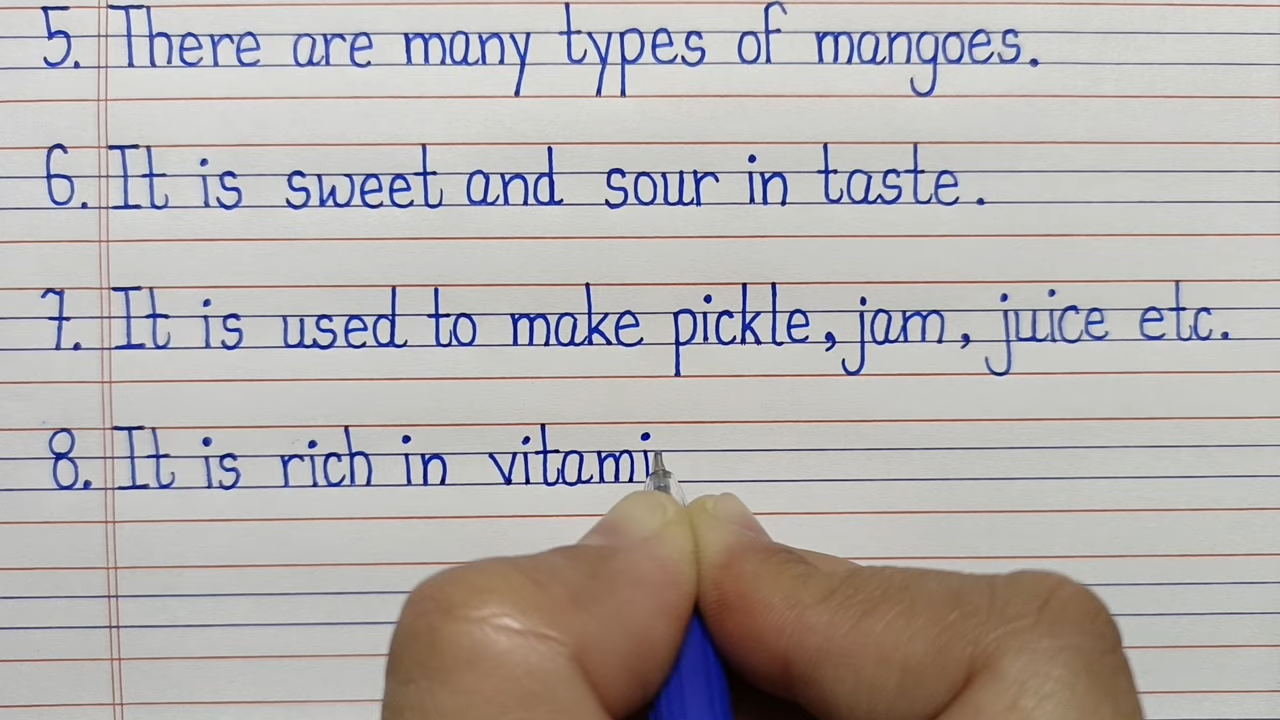 5. There are many types of mangoes.
6. It is sweet and sour in taste.
7. It is used to make pickle, jam, juice etc.
8. It is rich in vitami